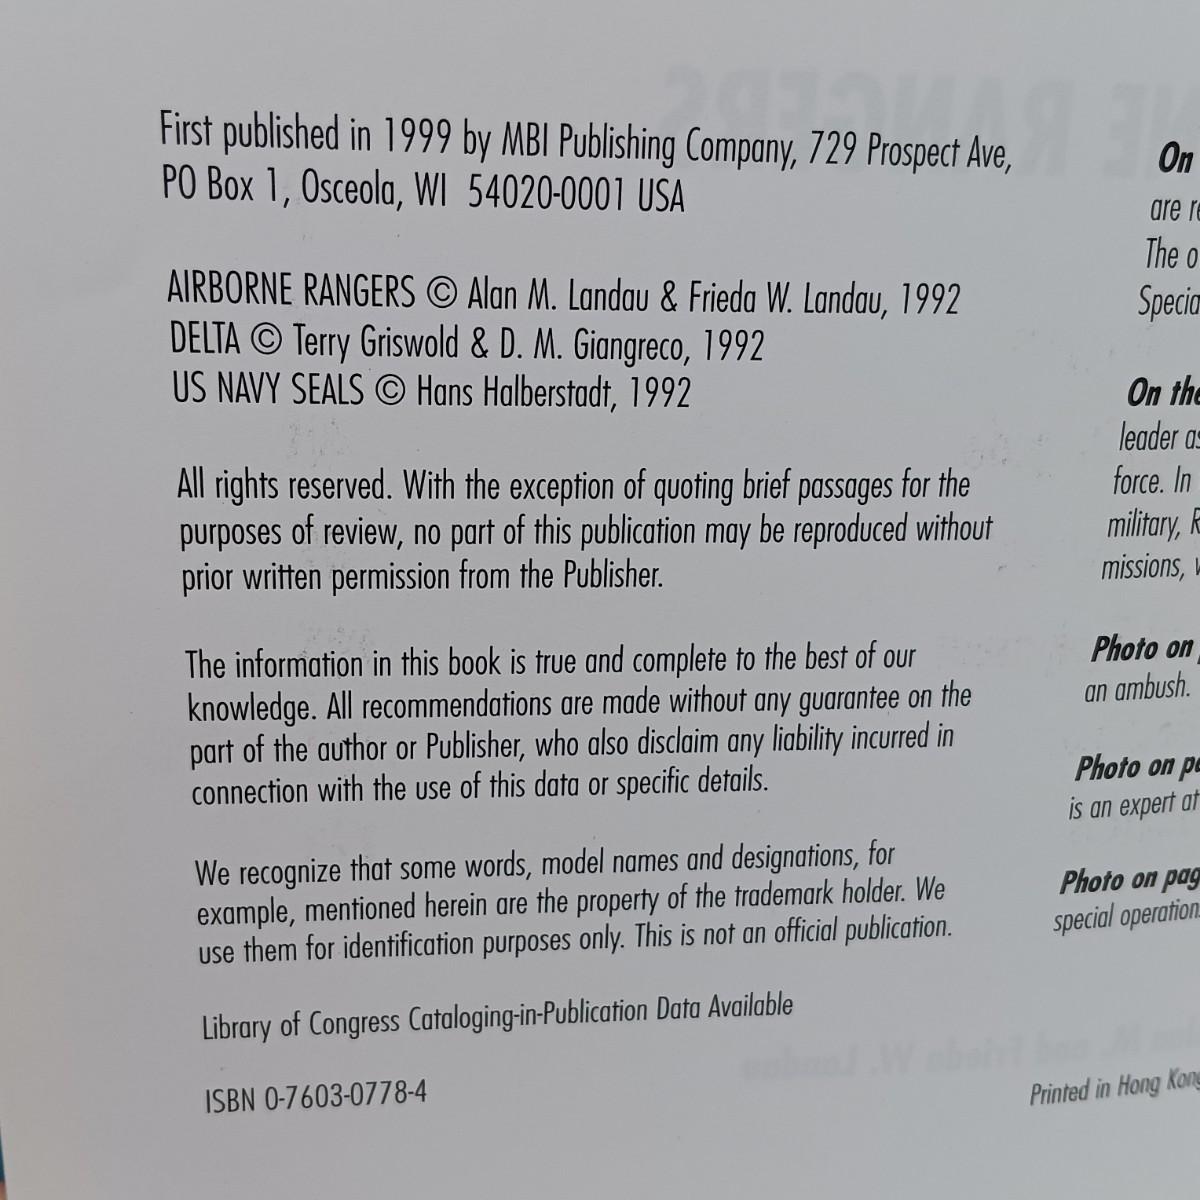 First published in 1999 by MBI Publishing Company, 729 Prospect Ave,
PO Box 1, Osceola, WI 54020-0001 USA
AIRBORNE RANGERS © Alan M. Landau & Frieda W. Landau, 1992
DELTA © Terry Griswold & D. M. Giangreco, 1992
US NAVY SEALS © Hans Halberstadt, 1992
All rights reserved. With the exception of quoting brief passages for the
purposes of review, no part of this publication may be reproduced without
prior written permission from the Publisher.
The information in this book is true and complete to the best of our
knowledge. All recommendations are made without any guarantee on the
part of the author or Publisher, who also disclaim any liability incurred in
connection with the use of this data or specific details.
We recognize that some words, model names and designations, for
example, mentioned herein are the property of the trademark holder. We
use them for identification purposes only. This is not an official publication.
Library of Congress Cataloging-in-Publication Data Available
ISBN 0-7603-0778-4
On
are
The
On the
leader
force. In
military,
missions,
Photo on
an ambush.
Photo on
is an expert
Photo on
special
Printed in Hong Kong